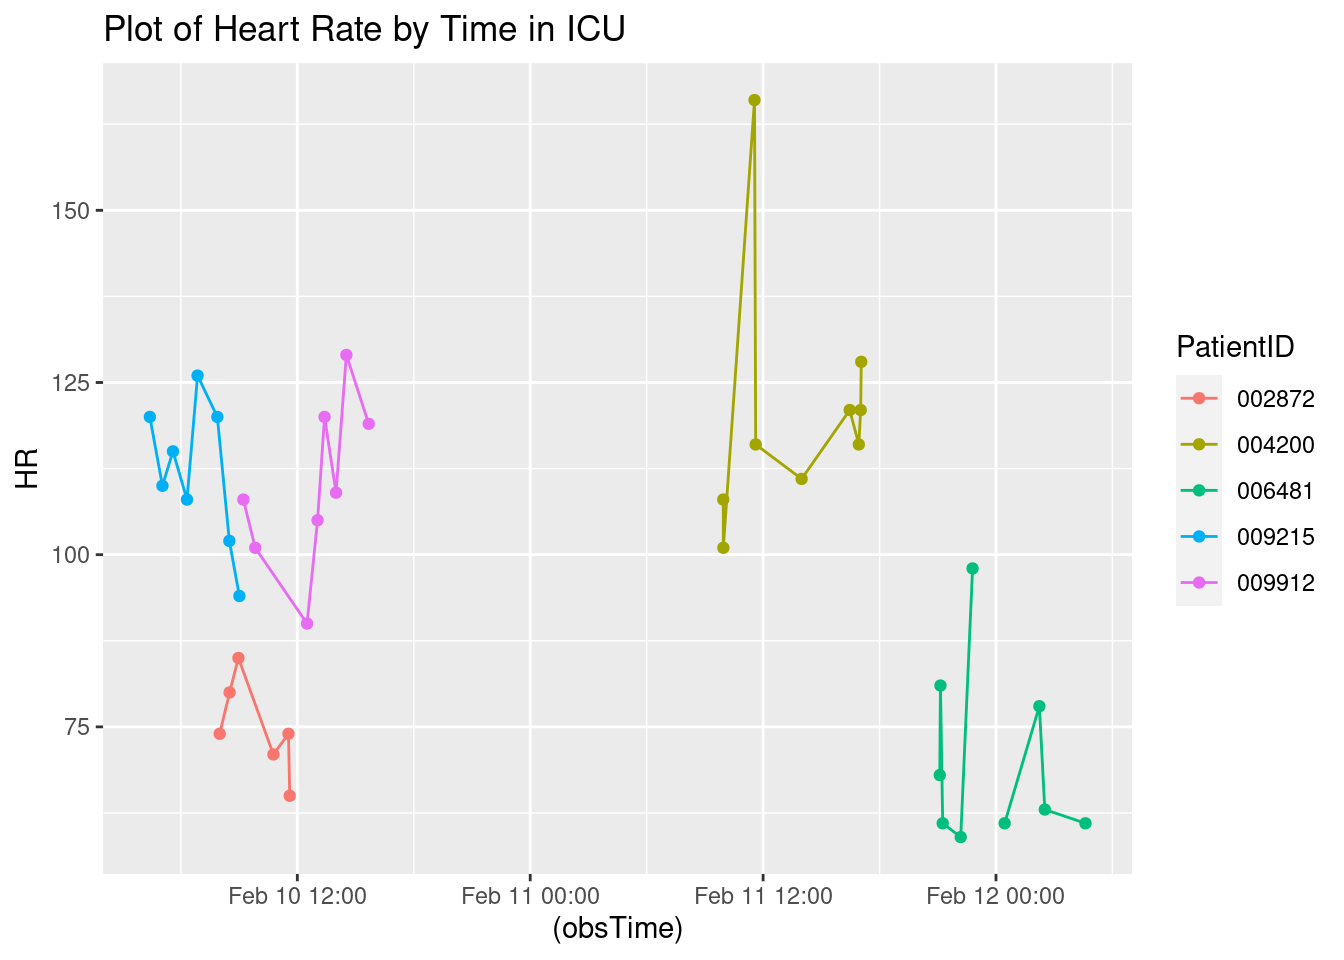 Plot of Heart Rate by Time in ICU
HR
150
125
100
75
Feb 10 12:00
Feb 11 00:00
Feb 11 12:00
Feb 12 00:00
(obsTime)
PatientID
002872
004200
006481
009215
009912